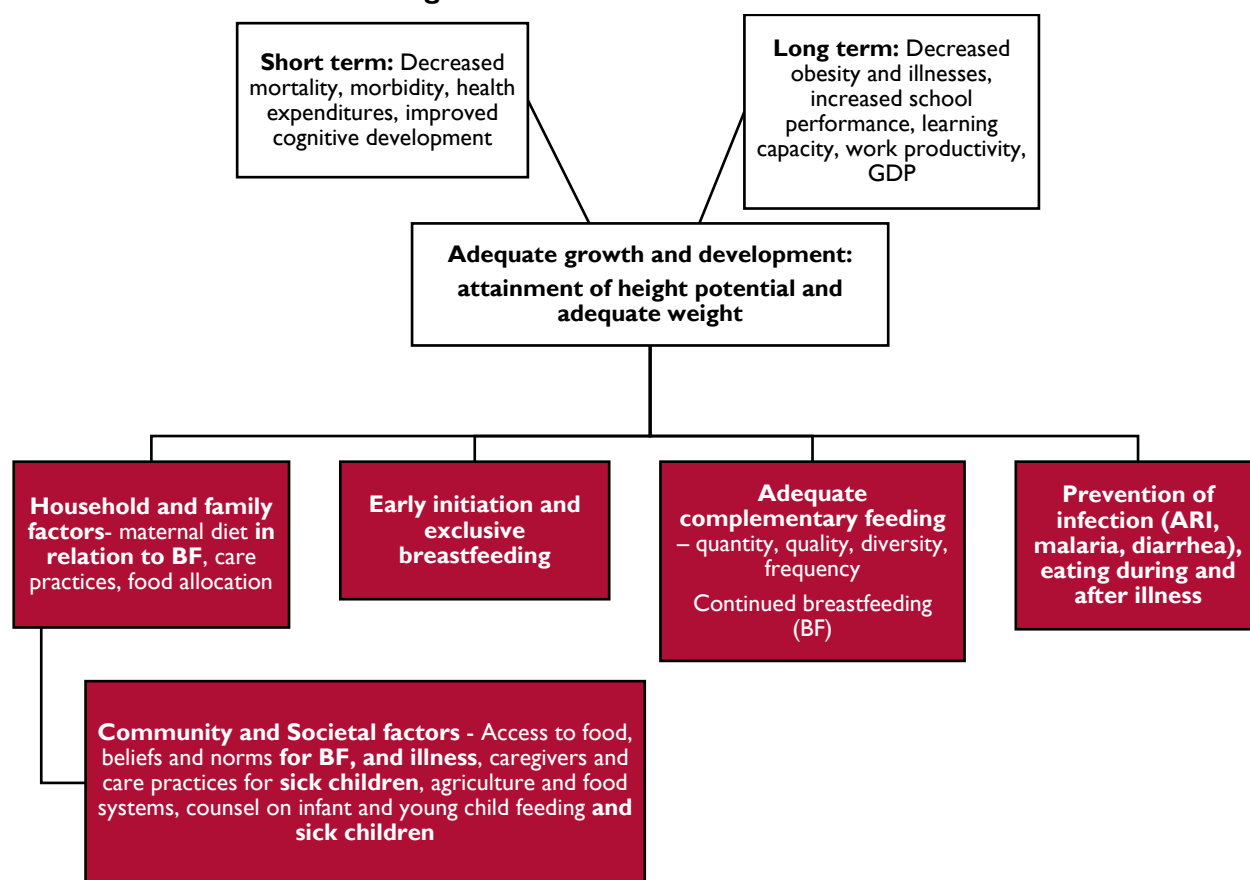 Short term: Decreased
mortality, morbidity, health
expenditures, improved
cognitive development
Long term: Decreased
obesity and illnesses,
increased school
performance, learning
capacity, work productivity,
GDP
Adequate growth and development:
attainment of height potential and
adequate weight
Household and family
factors- maternal diet in
relation to BF, care
practices, food allocation
Early initiation and
exclusive
breastfeeding
Adequate
complementary feeding
– quantity, quality, diversity,
frequency
Continued breastfeeding
(BF)
Prevention of
infection (ARI,
malaria, diarrhea),
eating during and
after illness
Community and Societal factors - Access to food,
beliefs and norms for BF, and illness, caregivers and
care practices for sick children, agriculture and food
systems, counsel on infant and young child feeding and
sick children